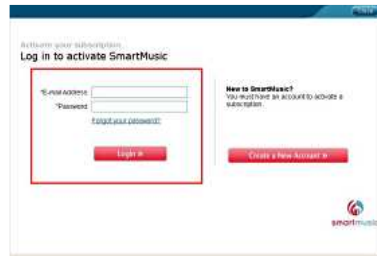 Activate your subscription
Log in to activate SmartMusic
*E-mail Address
*Password
Forgot your password?
Login »
New to SmartMusic?
You must have an account to activate a
subscription.
Create a New Account »
smartmusic